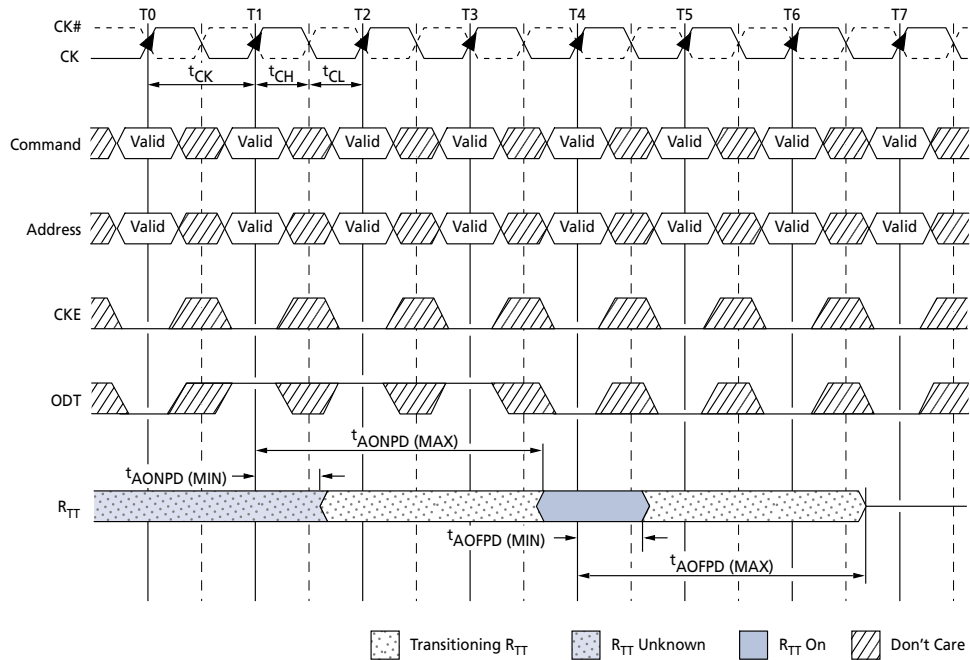 T0 T1 T2 T3 T4 T5 T6 T7
CK#
CK
tCK tCH tCL
Command Valid Valid Valid Valid Valid Valid Valid Valid
Address Valid Valid Valid Valid Valid Valid Valid Valid
CKE
ODT
tAONPD (MAX)
tAONPD (MIN)
RTT
tAOFPD (MIN)
tAOFPD (MAX)
Transitioning RTT RTT Unknown RTT On Don't Care